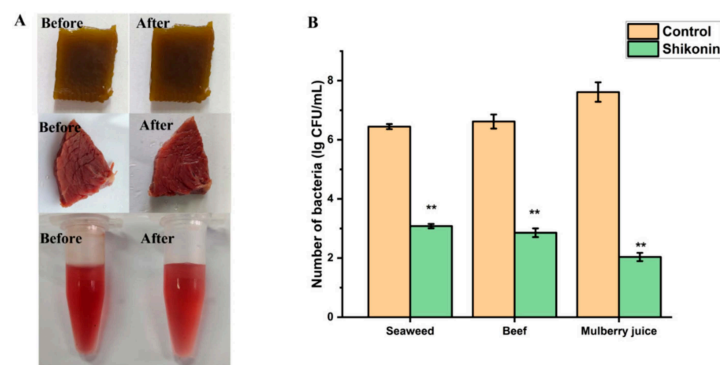 A
Before
After
Before
After
Before
After
B
Control
Shikonin
Number of bacteria (lg CFU/mL)
8
6
4
2
0
**
**
**
Seaweed
Beef
Mulberry juice